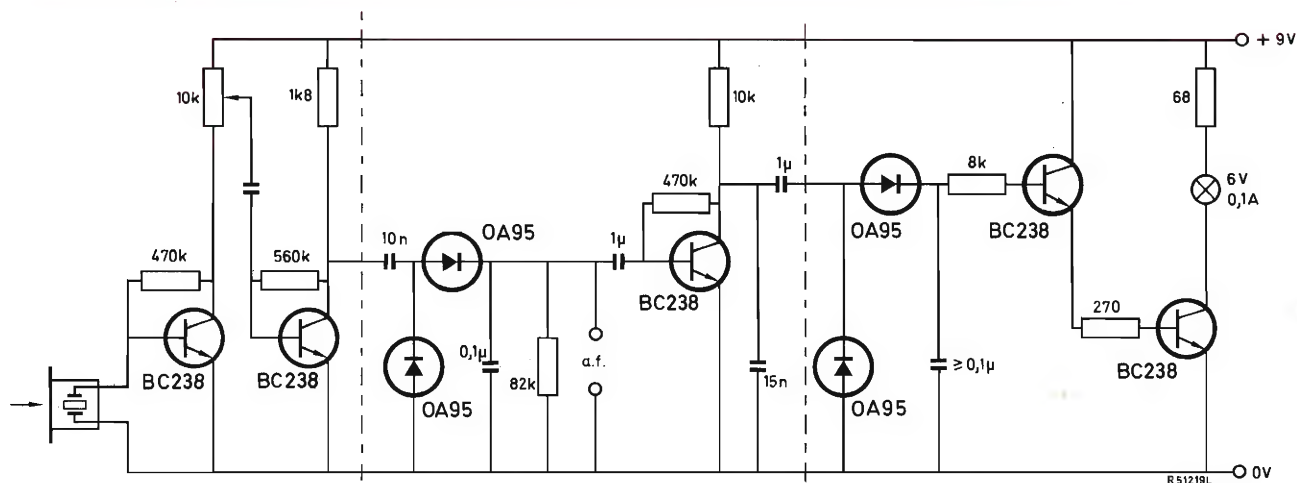 + 9V
10k
1k8
10k
68
1μ
8k
6V
0,1A
470k
OA95
BC238
OA95
10n
1μ
470k
560k
BC238
270
0,1μ
82k
a.f.
15n
≥0,1μ
BC238
BC238
BC238
OA95
OA95
0V
R51219L